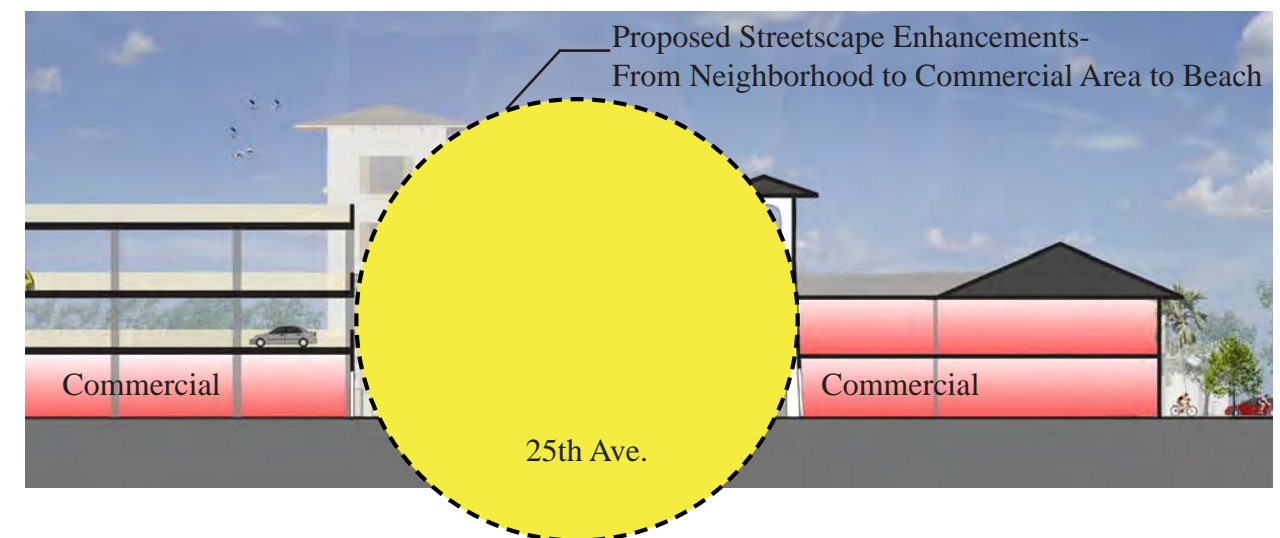 Proposed Streetscape Enhancements-
From Neighborhood to Commercial Area to Beach
Commercial
Commercial
25th Ave.